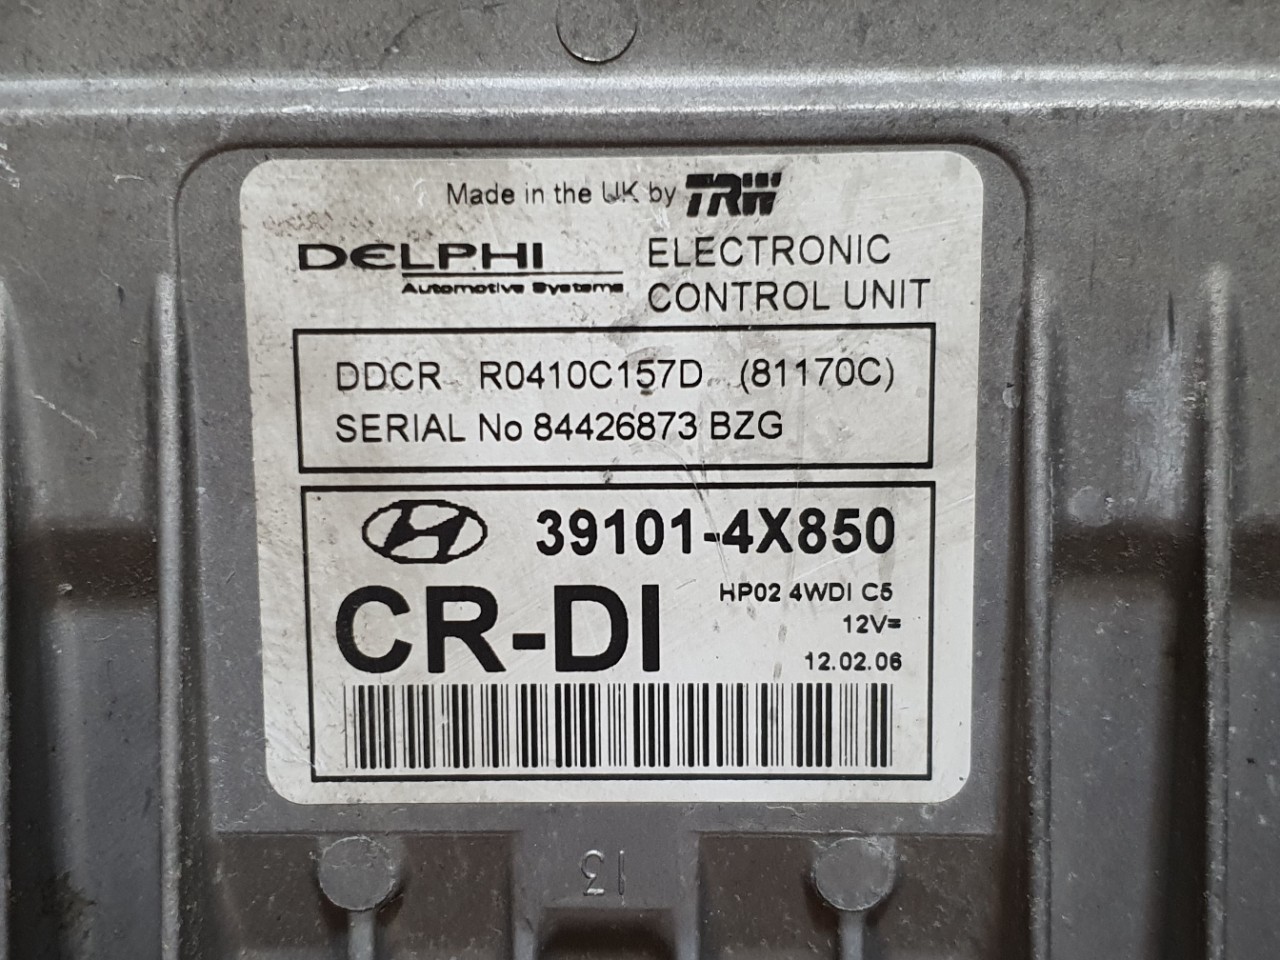 Made in the UK by TRW
DELPHI
Automotive Systems
ELECTRONIC
CONTROL UNIT
DDCR R0410C157D (81170C)
SERIAL No 84426873 BZG
39101-4X850
CR-DI
HP02 4WDI C5
12V=
12.02.06
13